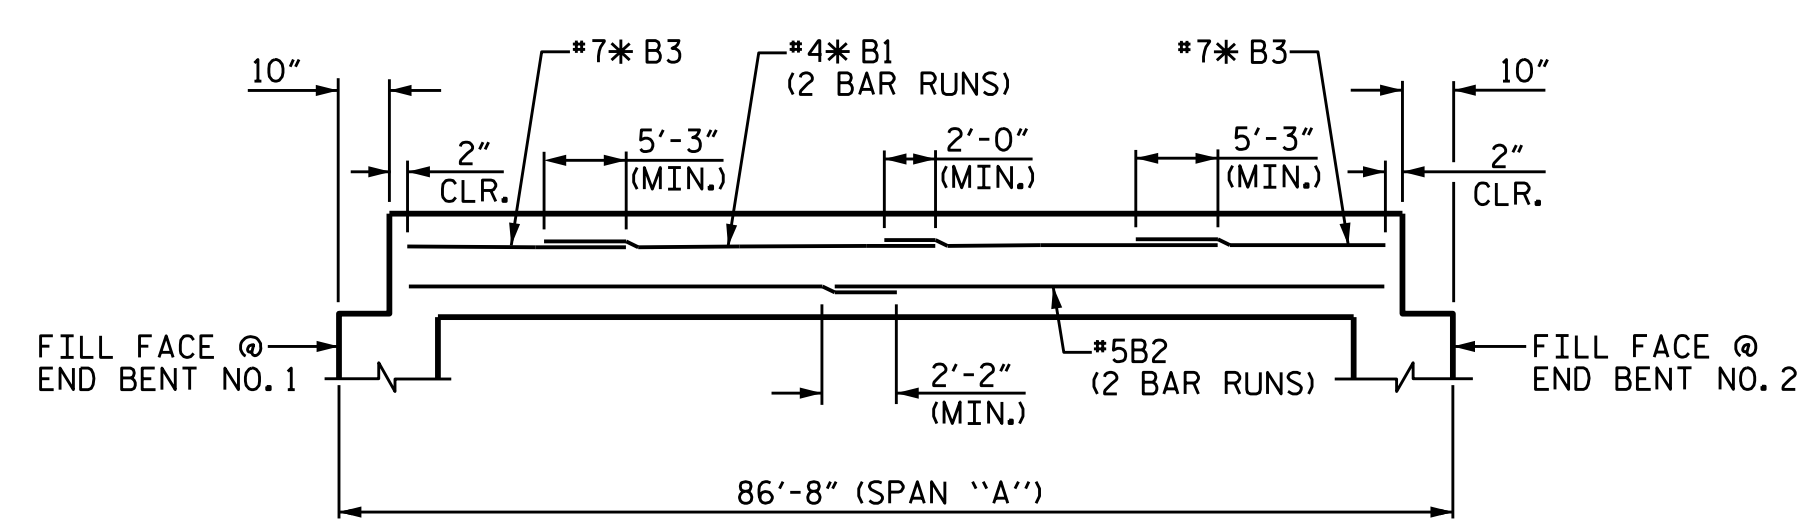 #7* B3
#4* B1
(2 BAR RUNS)
#7* B3
10"
10"
5'-3"
(MIN.)
2'-0"
(MIN.)
5'-3"
(MIN.)
2"
CLR.
2"
CLR.
FILL FACE @
END BENT NO. 1
#5B2
(2 BAR RUNS)
FILL FACE @
END BENT NO. 2
2'-2"
(MIN.)
86'-8" (SPAN "A")